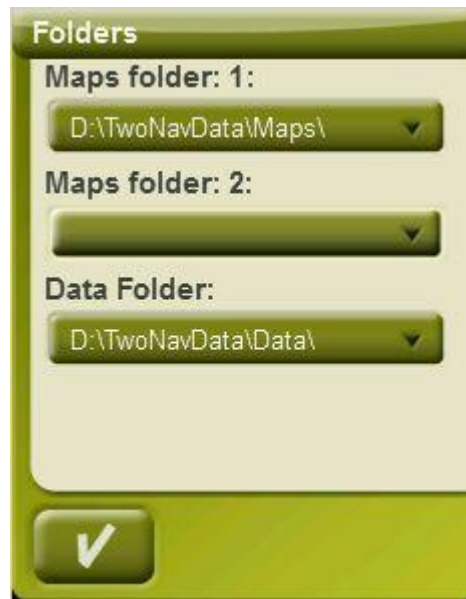 Folders
Maps folder: 1:
D:\TwoNavData\Maps\
Maps folder: 2:
Data Folder:
D:\TwoNavData\Data\